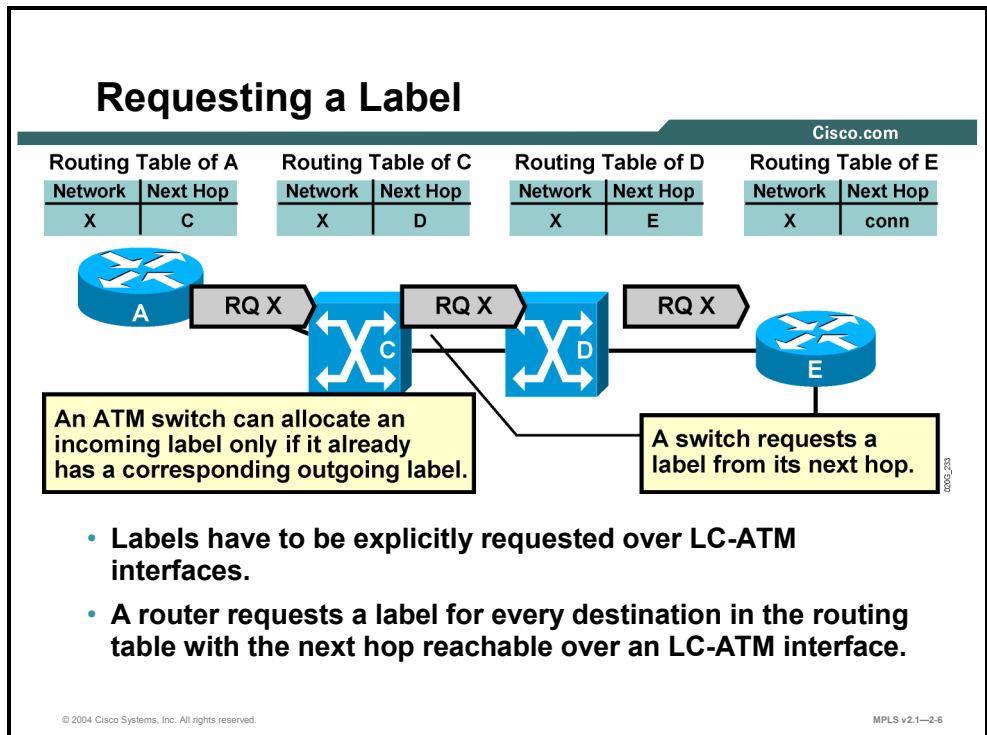 Requesting a Label
Cisco.com
Routing Table of A
Network Next Hop
X C
Routing Table of C
Network Next Hop
X D
Routing Table of D
Network Next Hop
X E
Routing Table of E
Network Next Hop
X conn
A
RQ X
C
RQ X
D
RQ X
E
An ATM switch can allocate an
incoming label only if it already
has a corresponding outgoing label.
A switch requests a
label from its next hop.
020G_233
• Labels have to be explicitly requested over LC-ATM
interfaces.
• A router requests a label for every destination in the routing
table with the next hop reachable over an LC-ATM interface.
© 2004 Cisco Systems, Inc. All rights reserved.
MPLS v2.1—2-6